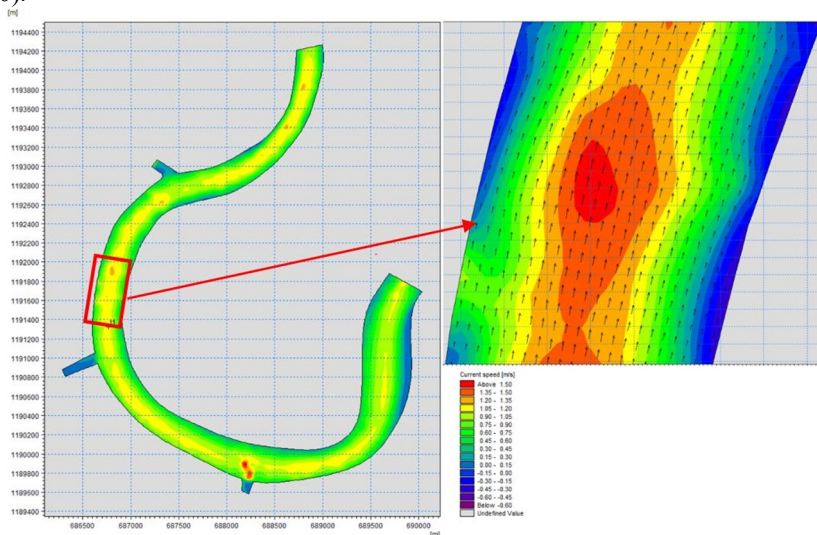 [m]
1194400
1194200
1194000
1193800
1193600
1193400
1193200
1193000
1192800
1192600
1192400
1192200
1192000
1191800
1191600
1191400
1191200
1191000
1190800
1190600
1190400
1190200
1190000
1189800
1189600
1189400
686500 687000 687500 688000 688500 689000 689500 690000
[m]
Current speed [m/s]
Above 1.50
1.35 - 1.50
1.20 - 1.35
1.05 - 1.20
0.90 - 1.05
0.75 - 0.90
0.60 - 0.75
0.45 - 0.60
0.30 - 0.45
0.15 - 0.30
0.00 - 0.15
-0.15 - 0.00
-0.30 - -0.15
-0.45 - -0.30
-0.60 - -0.45
Below -0.60
Undefined Value